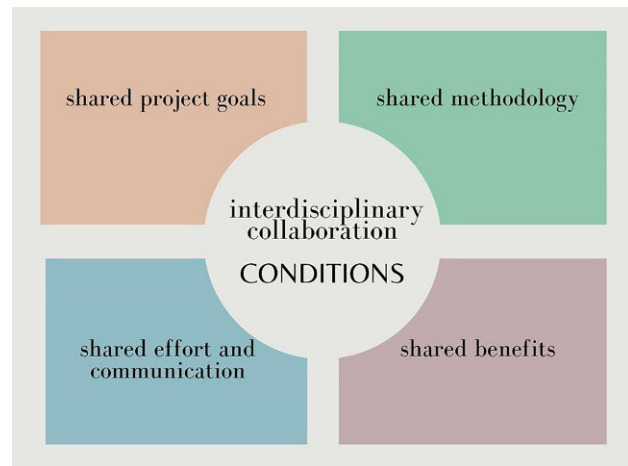 shared project goals
shared methodology
interdisciplinary
collaboration
CONDITIONS
shared effort and
communication
shared benefits